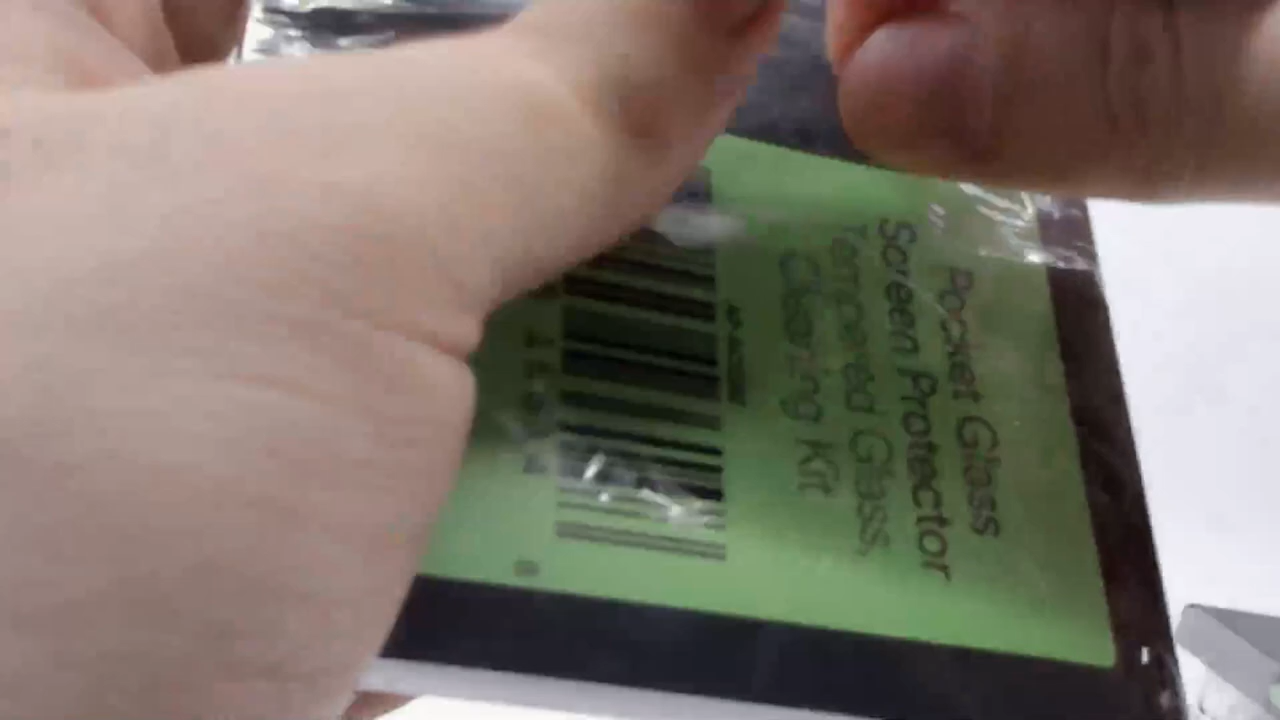 Pocket Glass
Screen Protector
Tempered Glass,
Cleaning Kit